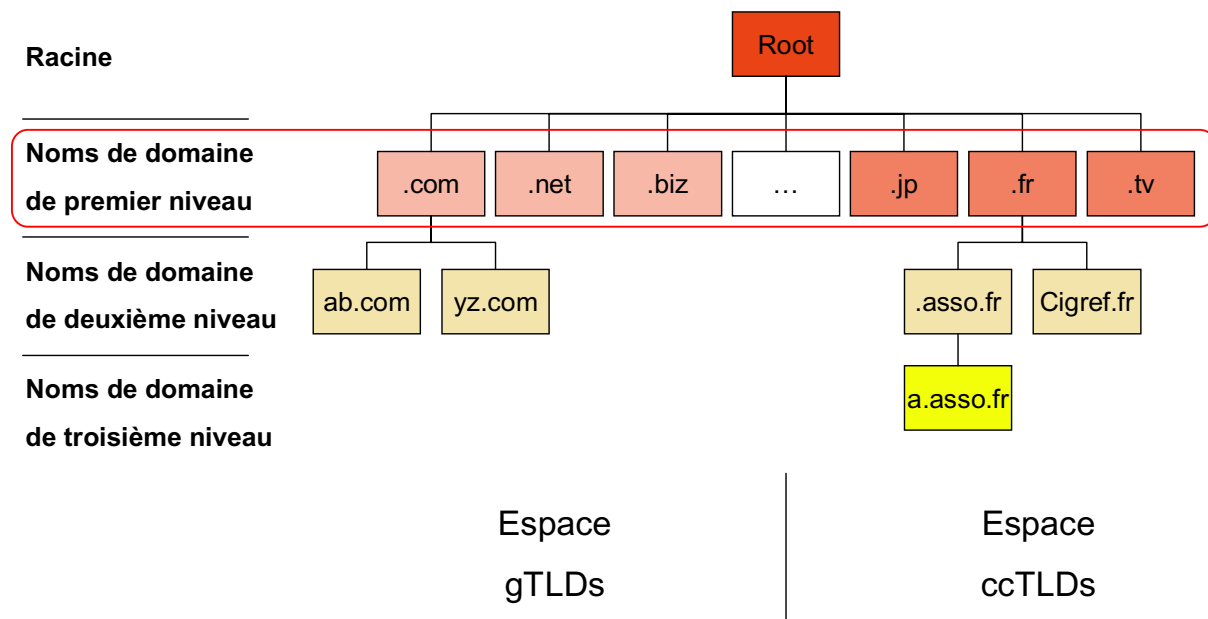 Racine
Root
Noms de domaine
de premier niveau
.com
.net
.biz
…
.jp
.fr
.tv
Noms de domaine
de deuxième niveau
ab.com
yz.com
.asso.fr
Cigref.fr
Noms de domaine
de troisième niveau
a.asso.fr
Espace
gTLDs
Espace
ccTLDs